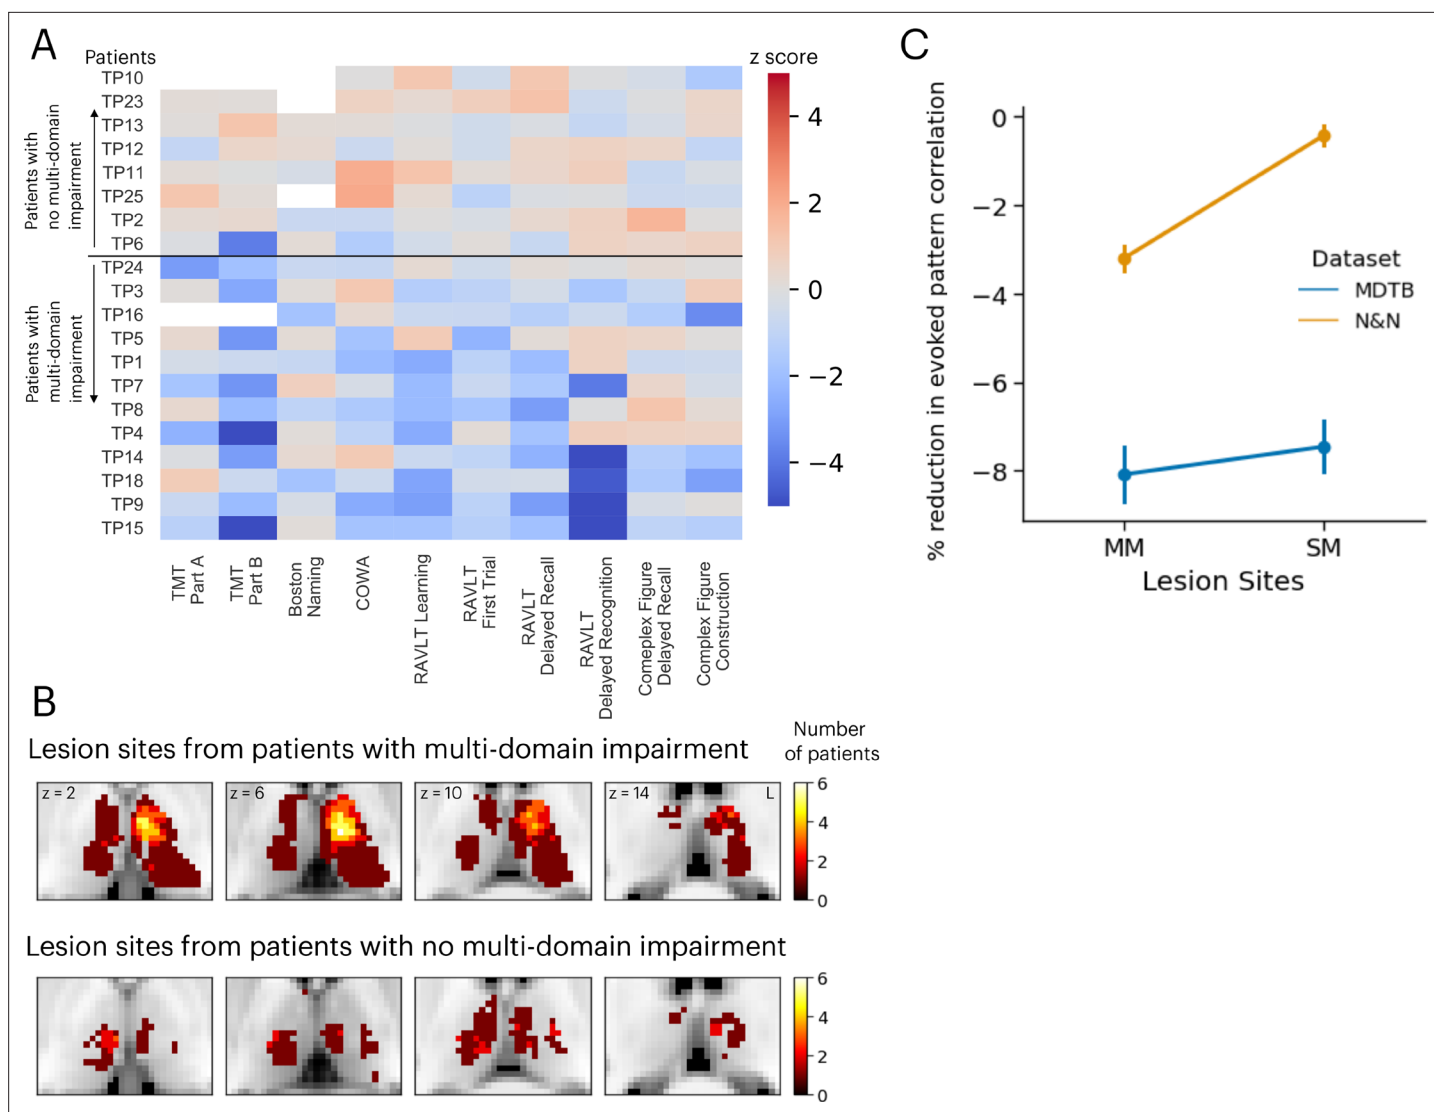 A
Patients
z score
TP10
TP23
TP13
TP12
TP11
TP25
TP2
TP6
TP24
TP3
TP16
TP5
TP1
TP7
TP8
TP4
TP14
TP18
TP9
TP15
Patients with
no multi-domain
impairment
Patients with
multi-domain
impairment
4
2
0
−2
−4
TMT
Part A
TMT
Part B
Boston
Naming
COWA
RAVLT Learning
RAVLT
First Trial
RAVLT
Delayed Recall
RAVLT
Delayed Recognition
Comeplex Figure
Delayed Recall
Complex Figure
Construction
C
% reduction in evoked pattern correlation
0
−2
−4
−6
−8
Dataset
MDTB
N&N
MM
SM
Lesion Sites
B
Lesion sites from patients with multi-domain impairment
Number
of patients
z = 2
z = 6
z = 10
z = 14
L
6
4
2
0
Lesion sites from patients with no multi-domain impairment
6
4
2
0